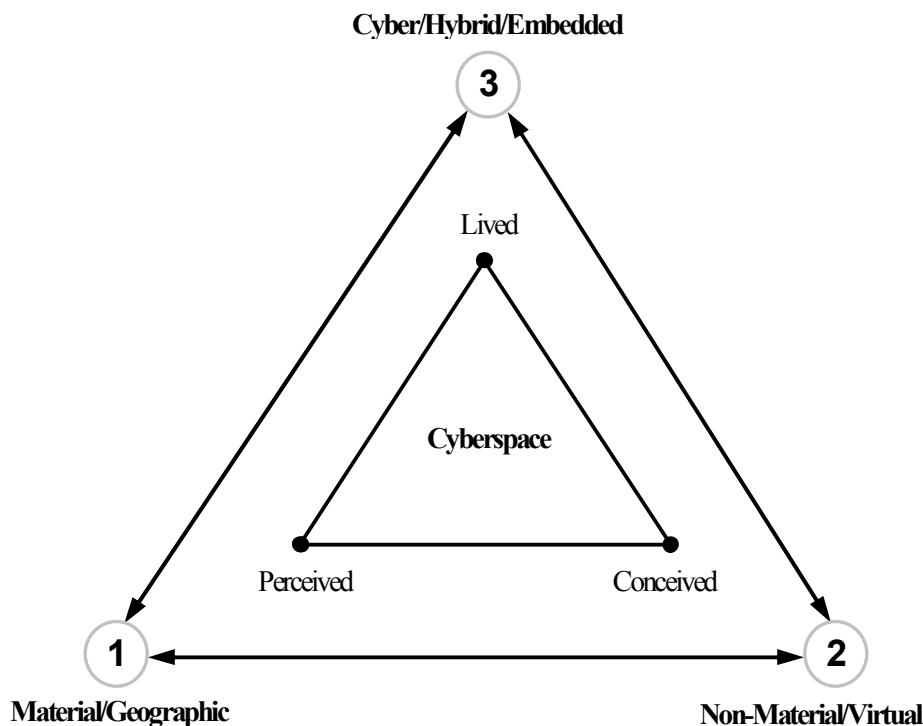 Cyber/Hybrid/Embedded
3
Lived
Cyberspace
Perceived
Conceived
1
2
Material/Geographic
Non-Material/Virtual